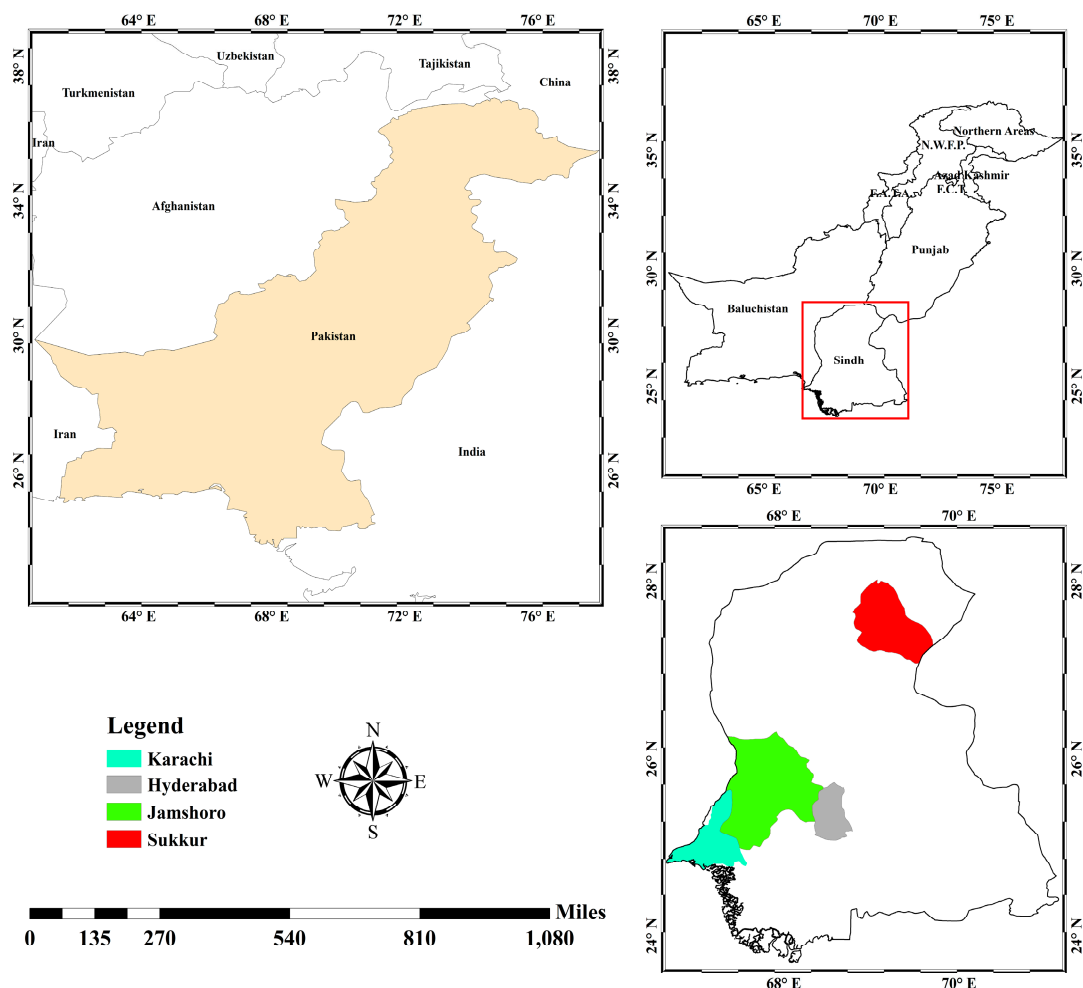 64° E 68° E 72° E 76° E
38° N
34° N
30° N
26° N
Uzbekistan
Tajikistan
China
Turkmenistan
Iran
Afghanistan
Pakistan
Iran
India
38° N
34° N
30° N
26° N
64° E 68° E 72° E 76° E
65° E 70° E 75° E
35° N
30° N
25° N
Northern Areas
N.W.F.P.
Azad Kashmir
F.A.T.A.
F.C.T.
Punjab
Baluchistan
Sindh
35° N
30° N
25° N
65° E 70° E 75° E
68° E 70° E
28° N
26° N
24° N
28° N
26° N
24° N
68° E 70° E
Legend
Karachi
Hyderabad
Jamshoro
Sukkur
N
W E
S
Miles
0 135 270 540 810 1,080